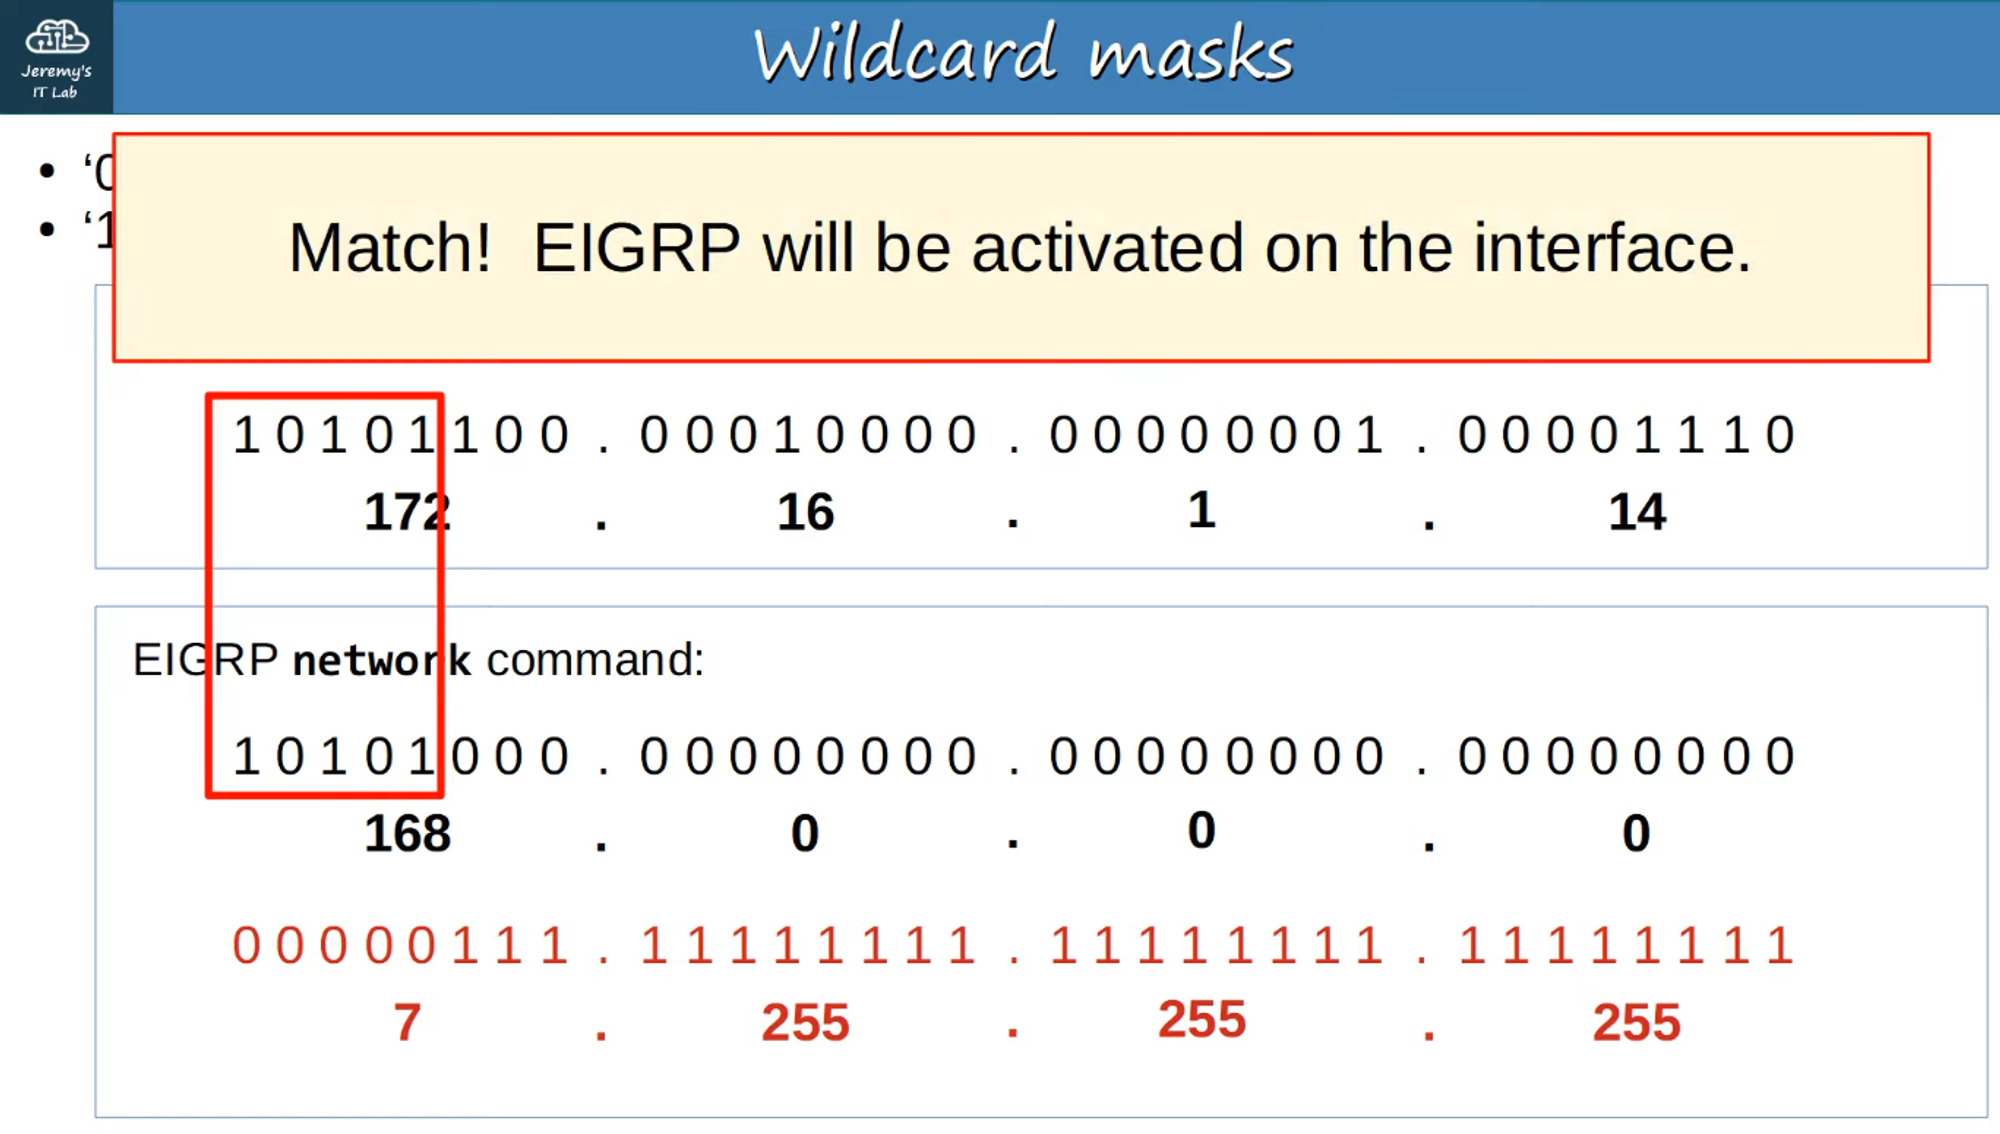 Jeremy's
IT Lab
Wildcard masks
• ‘0
• ‘1
Match! EIGRP will be activated on the interface.
1 0 1 0 1 1 0 0 . 0 0 0 1 0 0 0 0 . 0 0 0 0 0 0 0 1 . 0 0 0 0 1 1 1 0
172 . 16 . 1 . 14
EIGRP network command:
1 0 1 0 1 0 0 0 . 0 0 0 0 0 0 0 0 . 0 0 0 0 0 0 0 0 . 0 0 0 0 0 0 0 0
168 . 0 . 0 . 0
0 0 0 0 0 1 1 1 . 1 1 1 1 1 1 1 1 . 1 1 1 1 1 1 1 1 . 1 1 1 1 1 1 1 1
7 . 255 . 255 . 255